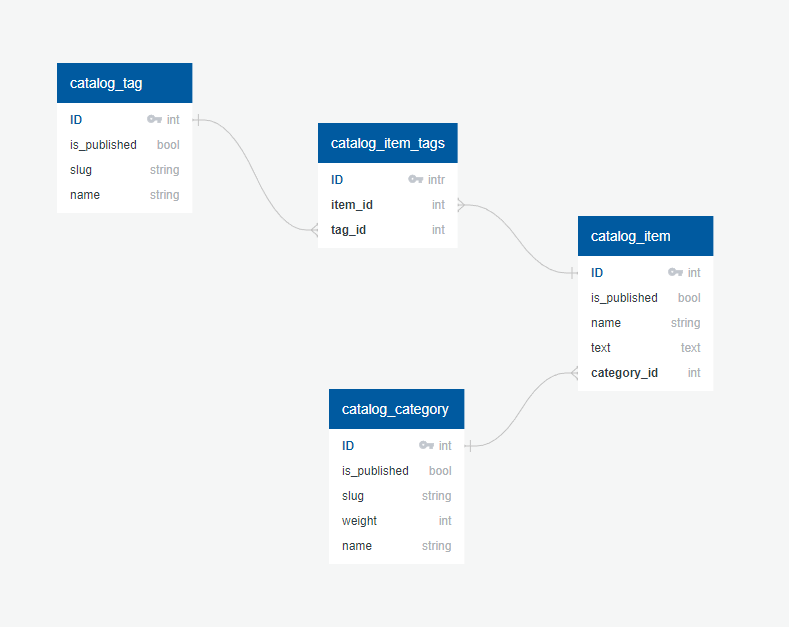 catalog_tag
ID int
is_published bool
slug string
name string
catalog_item_tags
ID intr
item_id int
tag_id int
catalog_item
ID int
is_published bool
name string
text text
category_id int
catalog_category
ID int
is_published bool
slug string
weight int
name string